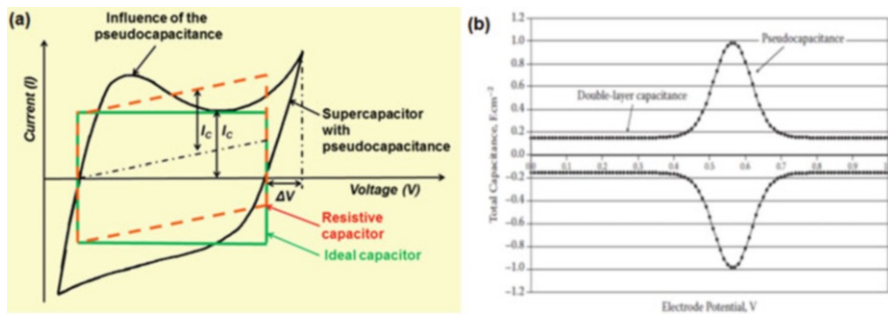 (a)
Influence of the
pseudocapacitance
Current (I)
I_C
I_C
Supercapacitor
with
pseudocapacitance
Voltage (V)
ΔV
Resistive
capacitor
Ideal capacitor
(b)
1.2
1.0
0.8
0.6
0.4
0.2
0.0
−0.2
−0.4
−0.6
−0.8
−1.0
−1.2
Total Capacitance, F.cm⁻²
Pseudocapacitance
Double-layer capacitance
0.0
0.1
0.2
0.3
0.4
0.5
0.6
0.7
0.8
0.9
Electrode Potential, V